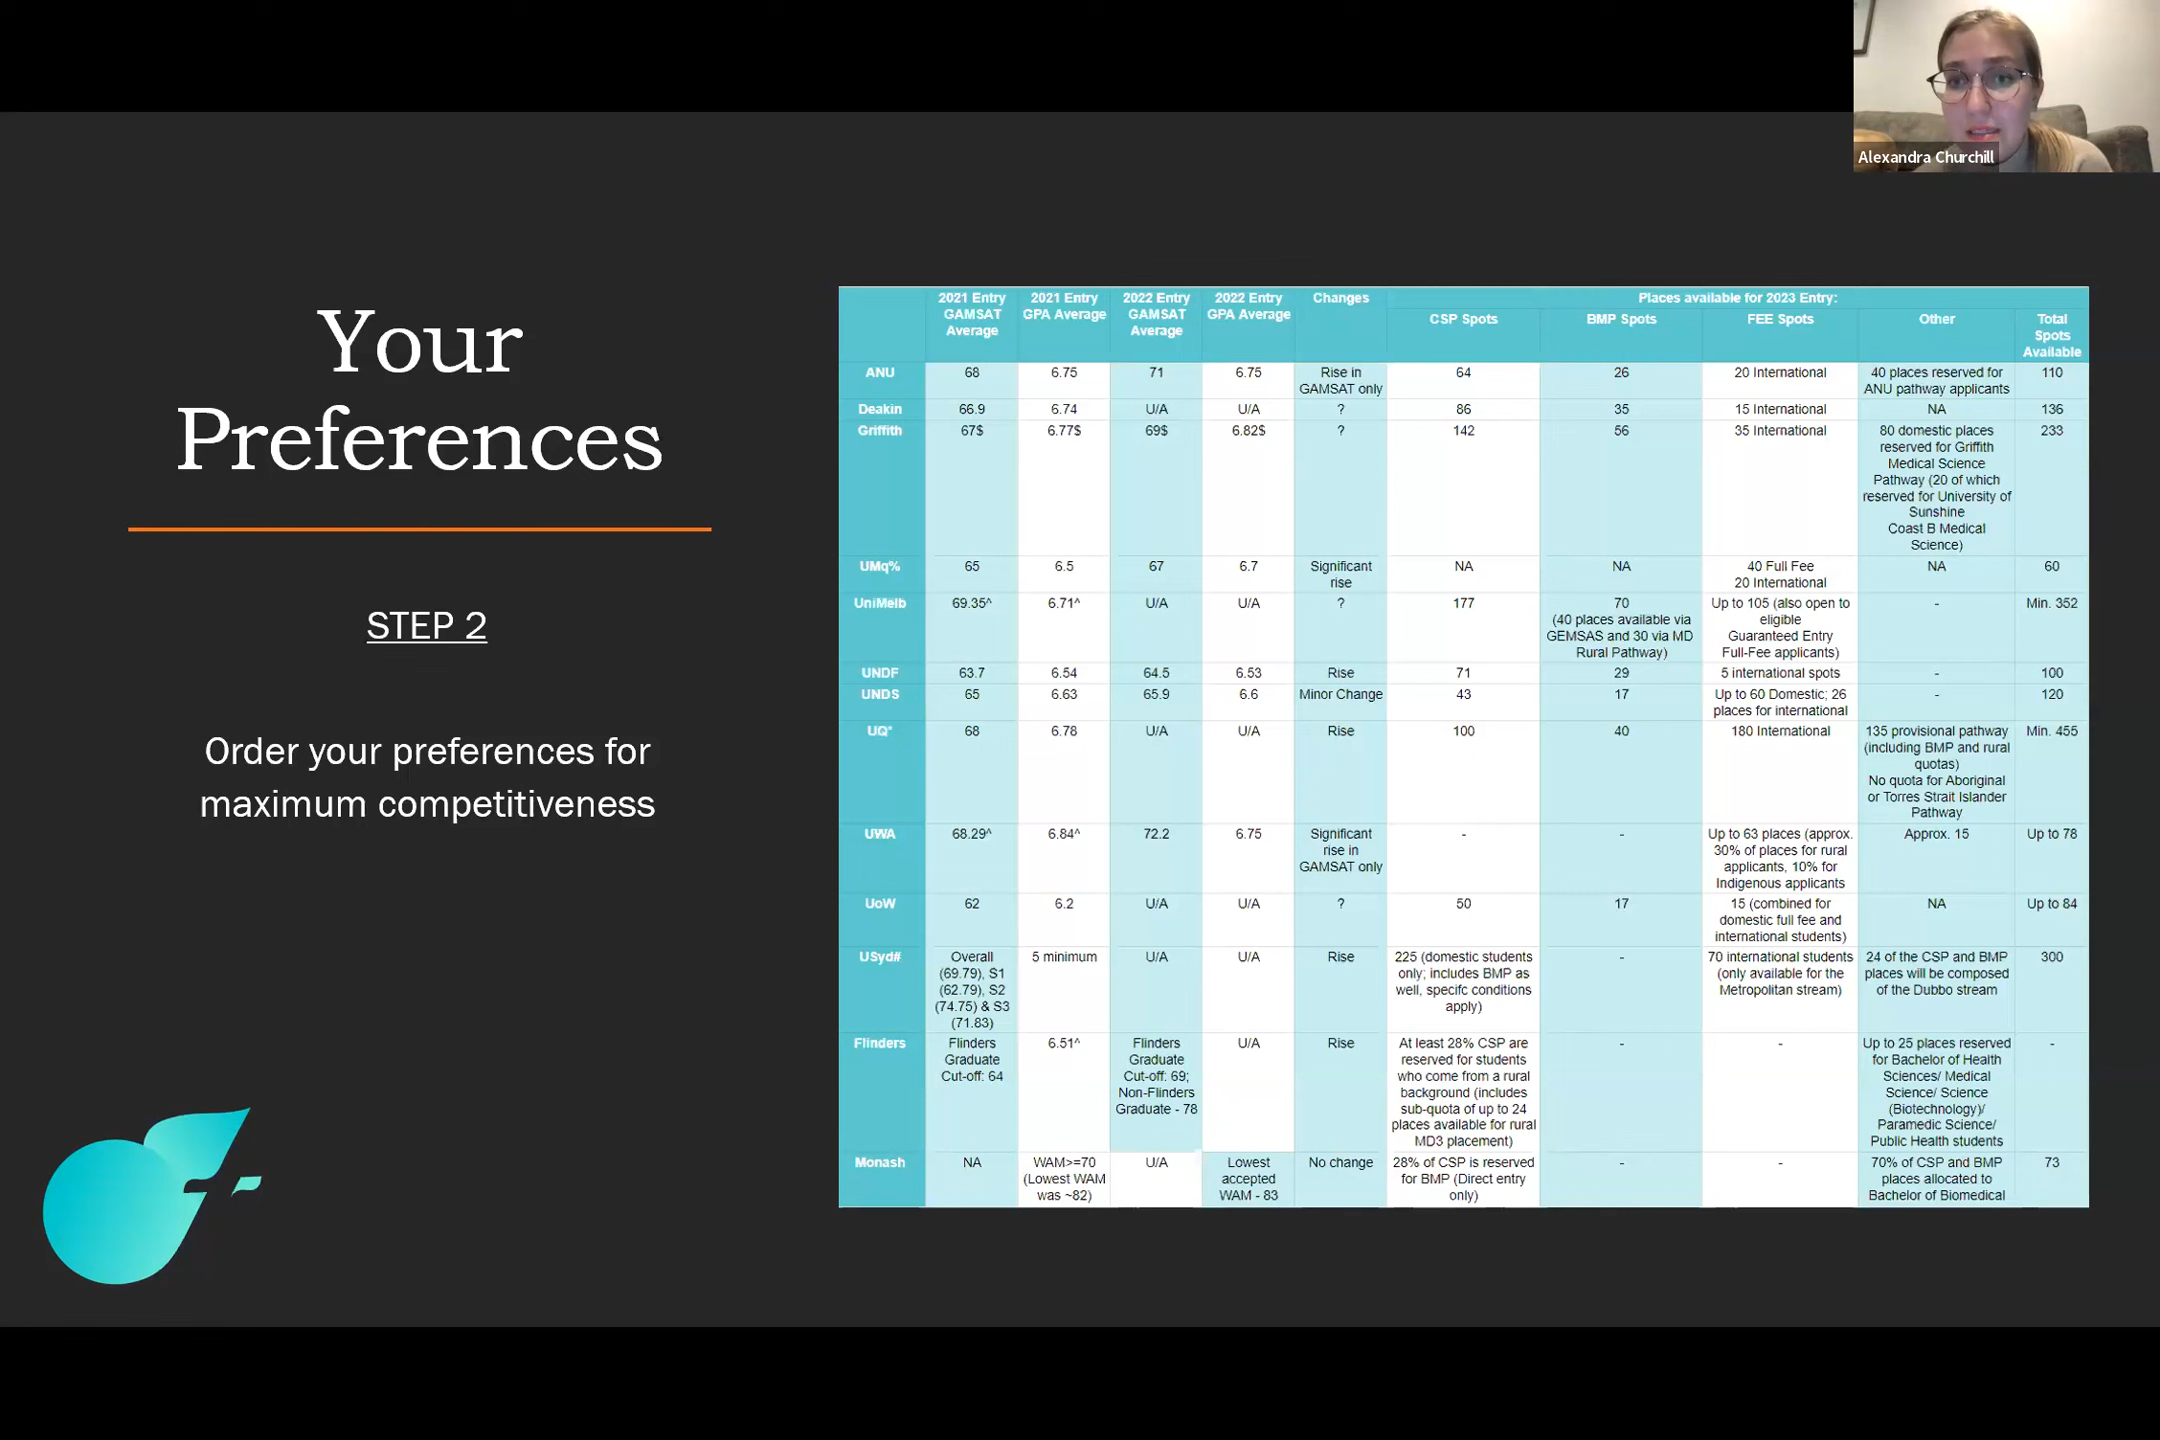 Alexandra Churchill
Your
Preferences
STEP 2
Order your preferences for
maximum competitiveness
2021 Entry GAMSAT Average | 2021 Entry GPA Average | 2022 Entry GAMSAT Average | 2022 Entry GPA Average | Changes | Places available for 2023 Entry:
CSP Spots | BMP Spots | FEE Spots | Other | Total Spots Available
ANU | 68 | 6.75 | 71 | 6.75 | Rise in GAMSAT only | 64 | 26 | 20 International | 40 places reserved for ANU pathway applicants | 110
Deakin | 66.9 | 6.74 | U/A | U/A | ? | 86 | 35 | 15 International | NA | 136
Griffith | 67$ | 6.77$ | 69$ | 6.82$ | ? | 142 | 56 | 35 International | 80 domestic places reserved for Griffith Medical Science Pathway (20 of which reserved for University of Sunshine Coast B Medical Science) | 233
UMq% | 65 | 6.5 | 67 | 6.7 | Significant rise | NA | NA | 40 Full Fee 20 International | NA | 60
UniMelb | 69.35^ | 6.71^ | U/A | U/A | ? | 177 | 70 (40 places available via GEMSAS and 30 via MD Rural Pathway) | Up to 105 (also open to eligible Guaranteed Entry Full-Fee applicants) | - | Min. 352
UNDF | 63.7 | 6.54 | 64.5 | 6.53 | Rise | 71 | 29 | 5 international spots | - | 100
UNDS | 65 | 6.63 | 65.9 | 6.6 | Minor Change | 43 | 17 | Up to 60 Domestic; 26 places for international | - | 120
UQ* | 68 | 6.78 | U/A | U/A | Rise | 100 | 40 | 180 International | 135 provisional pathway (including BMP and rural quotas) No quota for Aboriginal or Torres Strait Islander Pathway | Min. 455
UWA | 68.29^ | 6.84^ | 72.2 | 6.75 | Significant rise in GAMSAT only | - | - | Up to 63 places (approx. 30% of places for rural applicants, 10% for Indigenous applicants | Approx. 15 | Up to 78
UoW | 62 | 6.2 | U/A | U/A | ? | 50 | 17 | 15 (combined for domestic full fee and international students) | NA | Up to 84
USyd# | Overall (69.79), S1 (62.79), S2 (74.75) & S3 (71.83) | 5 minimum | U/A | U/A | Rise | 225 (domestic students only; includes BMP as well, specifc conditions apply) | - | 70 international students (only available for the Metropolitan stream) | 24 of the CSP and BMP places will be composed of the Dubbo stream | 300
Flinders | Flinders Graduate Cut-off: 64 | 6.51^ | Flinders Graduate Cut-off: 69; Non-Flinders Graduate - 78 | U/A | Rise | At least 28% CSP are reserved for students who come from a rural background (includes sub-quota of up to 24 places available for rural MD3 placement) | - | - | Up to 25 places reserved for Bachelor of Health Sciences/ Medical Science/ Science (Biotechnology)/ Paramedic Science/ Public Health students | -
Monash | NA | WAM>=70 (Lowest WAM was ~82) | U/A | Lowest accepted WAM - 83 | No change | 28% of CSP is reserved for BMP (Direct entry only) | - | - | 70% of CSP and BMP places allocated to Bachelor of Biomedical | 73